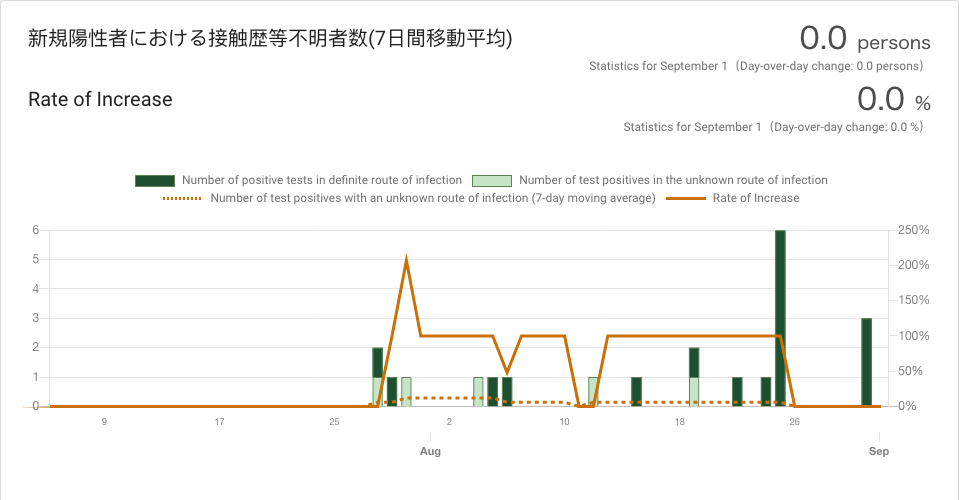 新規陽性者における接触歴等不明者数(7日間移動平均)
0.0 persons
Statistics for September 1（Day-over-day change: 0.0 persons）
Rate of Increase
0.0 %
Statistics for September 1（Day-over-day change: 0.0 %）
Number of positive tests in definite route of infection Number of test positives in the unknown route of infection
Number of test positives with an unknown route of infection (7-day moving average) Rate of Increase
6 250%
5 200%
4 150%
3 100%
2 50%
1 0%
0
9 17 25 2 10 18 26
Aug Sep